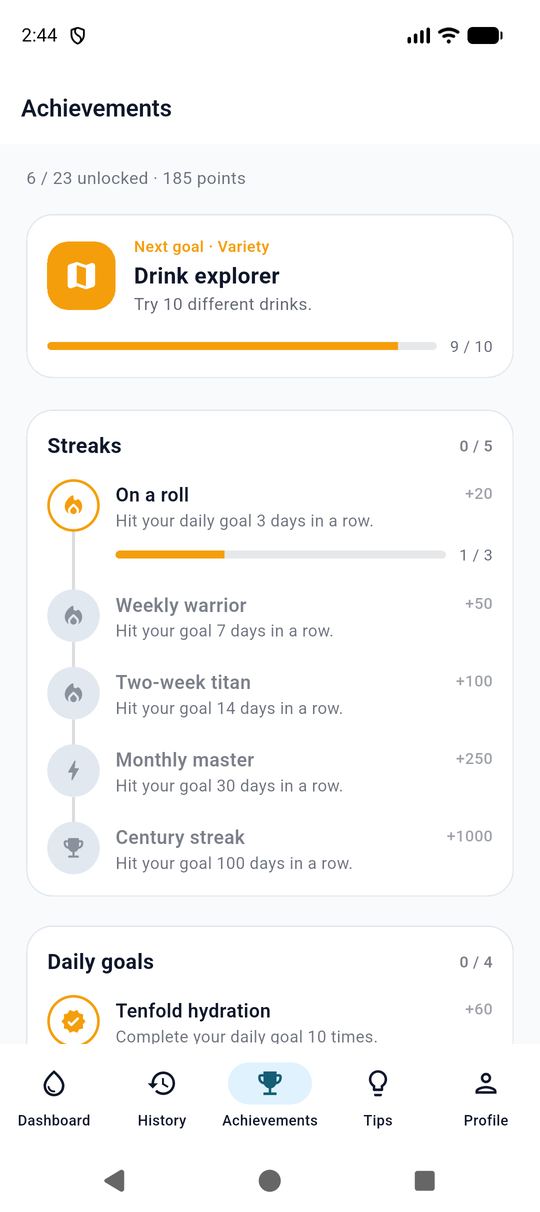 2:44
Achievements
6 / 23 unlocked · 185 points
Next goal · Variety
Drink explorer
Try 10 different drinks.
9 / 10
Streaks
0 / 5
On a roll
+20
Hit your daily goal 3 days in a row.
1 / 3
Weekly warrior
+50
Hit your goal 7 days in a row.
Two-week titan
+100
Hit your goal 14 days in a row.
Monthly master
+250
Hit your goal 30 days in a row.
Century streak
+1000
Hit your goal 100 days in a row.
Daily goals
0 / 4
Tenfold hydration
+60
Complete your daily goal 10 times.
Dashboard
History
Achievements
Tips
Profile